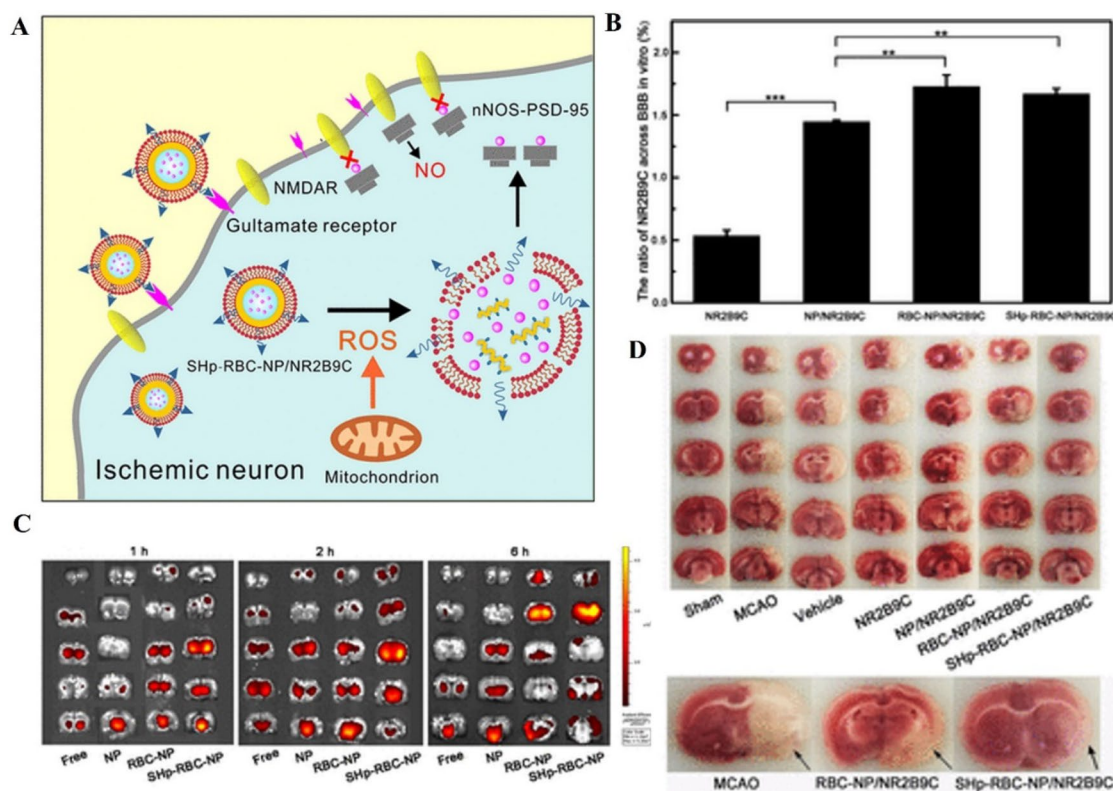 A
nNOS-PSD-95
NO
NMDAR
Gultamate receptor
ROS
SHp-RBC-NP/NR2B9C
Mitochondrion
Ischemic neuron
B
The ratio of NR2B9C across BBB in vitro (%)
2.0
1.5
1.0
0.5
0.0
***
**
**
NR2B9C
NP/NR2B9C
RBC-NP/NR2B9C
SHp-RBC-NP/NR2B9C
C
1 h
2 h
6 h
Free
NP
RBC-NP
SHp-RBC-NP
Free
NP
RBC-NP
SHp-RBC-NP
Free
NP
RBC-NP
SHp-RBC-NP
D
Sham
MCAO
Vehicle
NR2B9C
NP/NR2B9C
RBC-NP/NR2B9C
SHp-RBC-NP/NR2B9C
MCAO
RBC-NP/NR2B9C
SHp-RBC-NP/NR2B9C